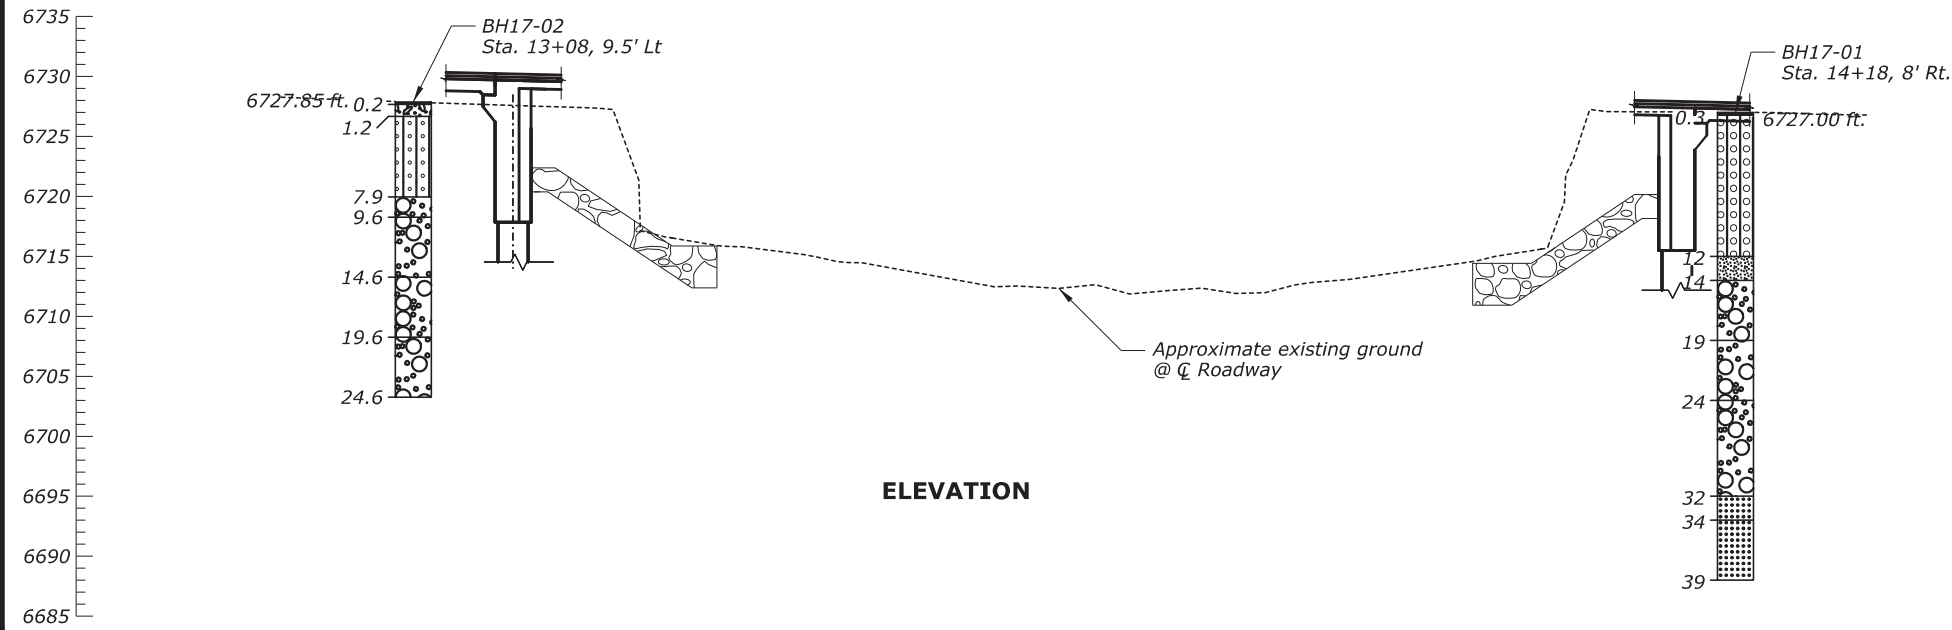 6735
6730
6725
6720
6715
6710
6705
6700
6695
6690
6685
BH17-02
Sta. 13+08, 9.5' Lt
6727.85 ft.
0.2
1.2
7.9
9.6
14.6
19.6
24.6
Approximate existing ground
@ ℄ Roadway
ELEVATION
BH17-01
Sta. 14+18, 8' Rt.
6727.00 ft.
0.3
12
14
19
24
32
34
39